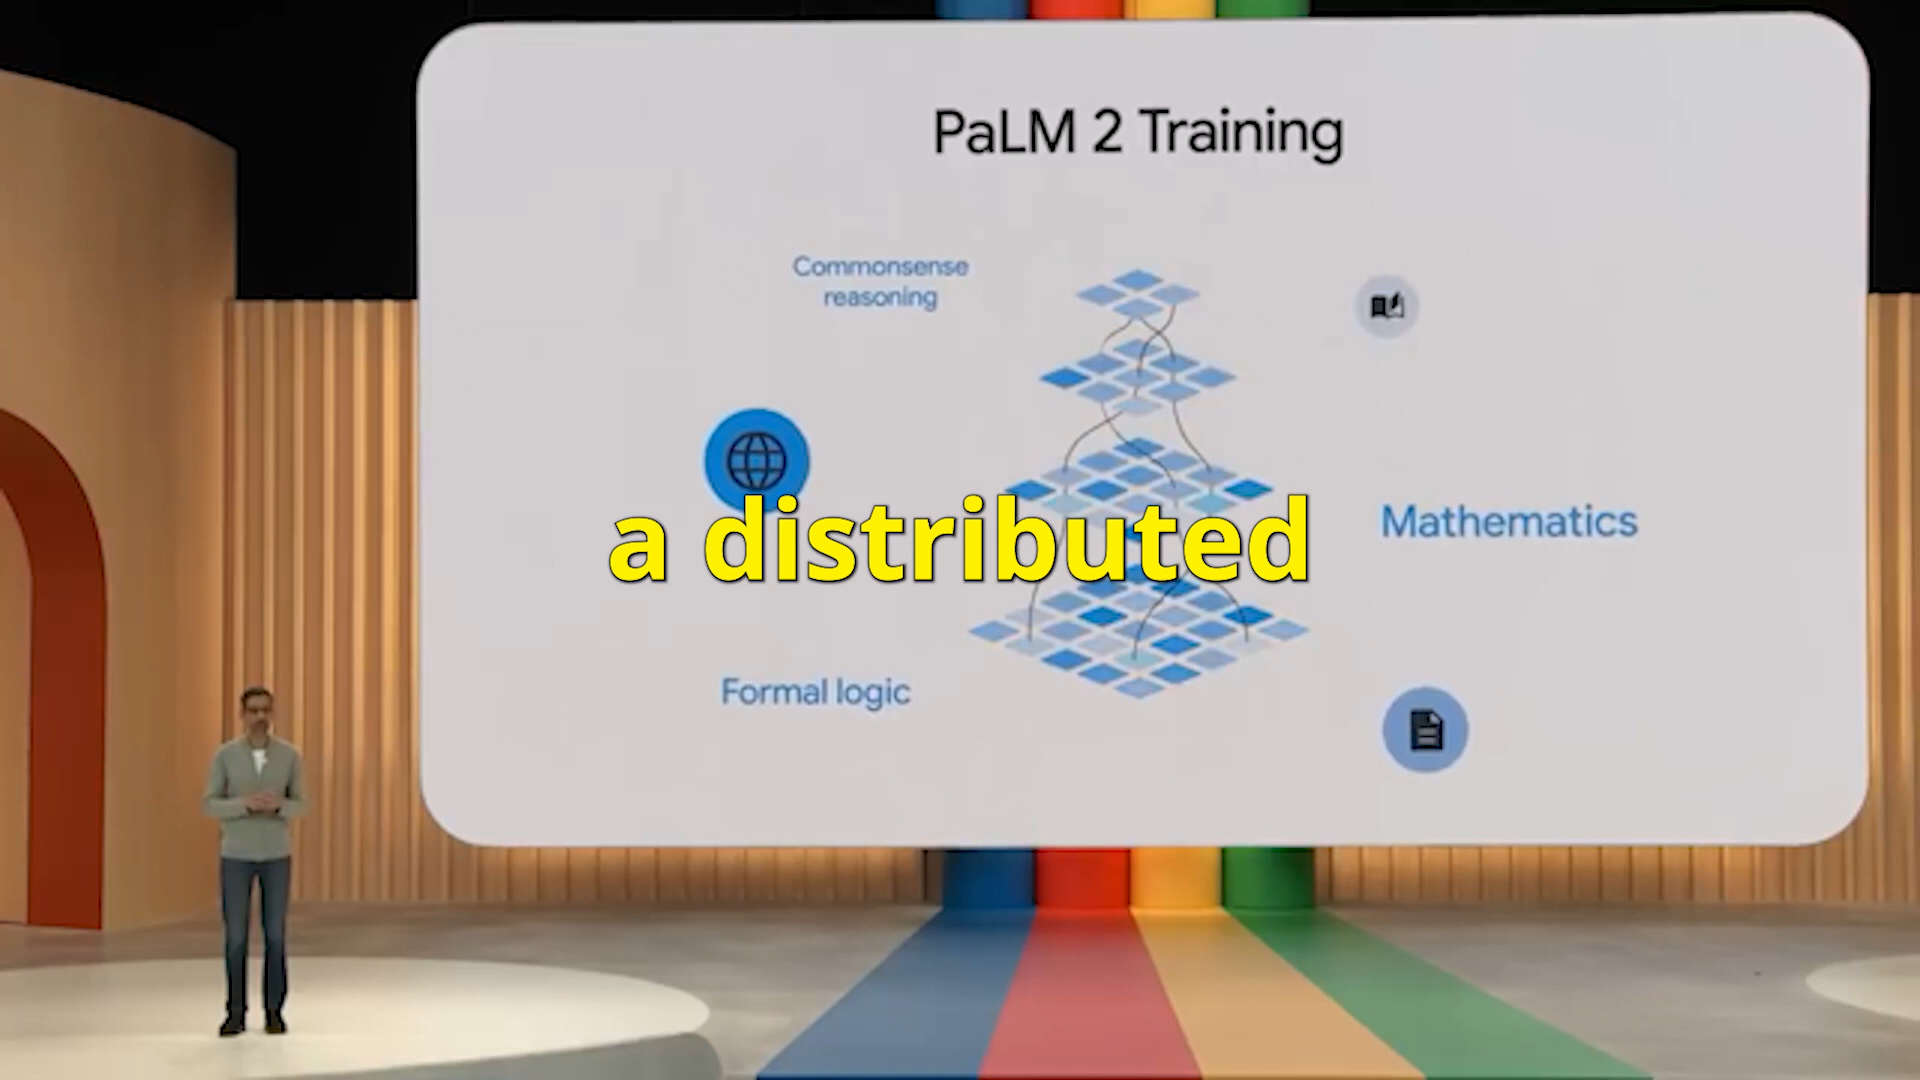 PaLM 2 Training
Commonsense
reasoning
a distributed
Mathematics
Formal logic